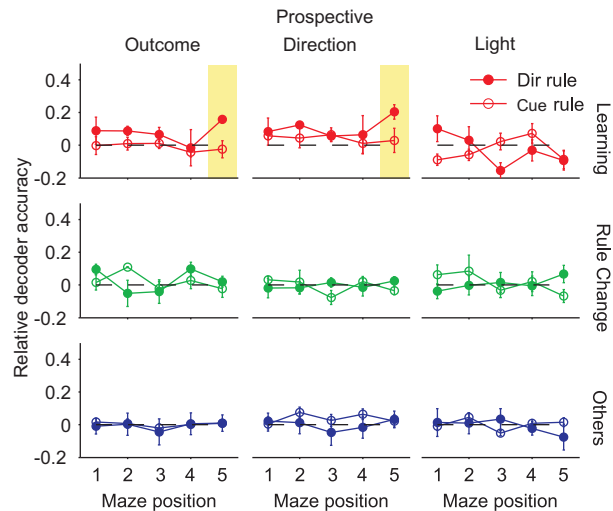 Prospective
Outcome Direction Light
Relative decoder accuracy
0.4
0.2
0
-0.2
Dir rule
Cue rule
Learning
0.4
0.2
0
-0.2
Rule Change
0.4
0.2
0
-0.2
Others
1 2 3 4 5 1 2 3 4 5 1 2 3 4 5
Maze position Maze position Maze position